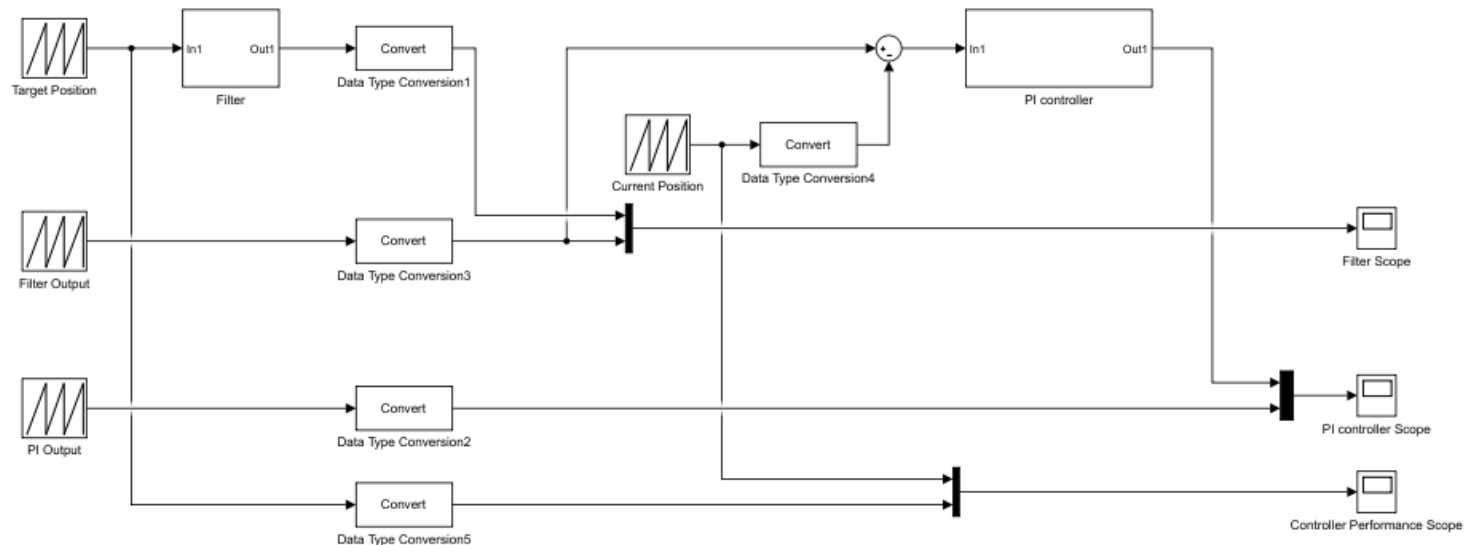 Target Position
In1
Out1
Filter
Convert
Data Type Conversion1
+
-
In1
Out1
PI controller
Current Position
Convert
Data Type Conversion4
Filter Output
Convert
Data Type Conversion3
Filter Scope
PI Output
Convert
Data Type Conversion2
PI controller Scope
Convert
Data Type Conversion5
Controller Performance Scope